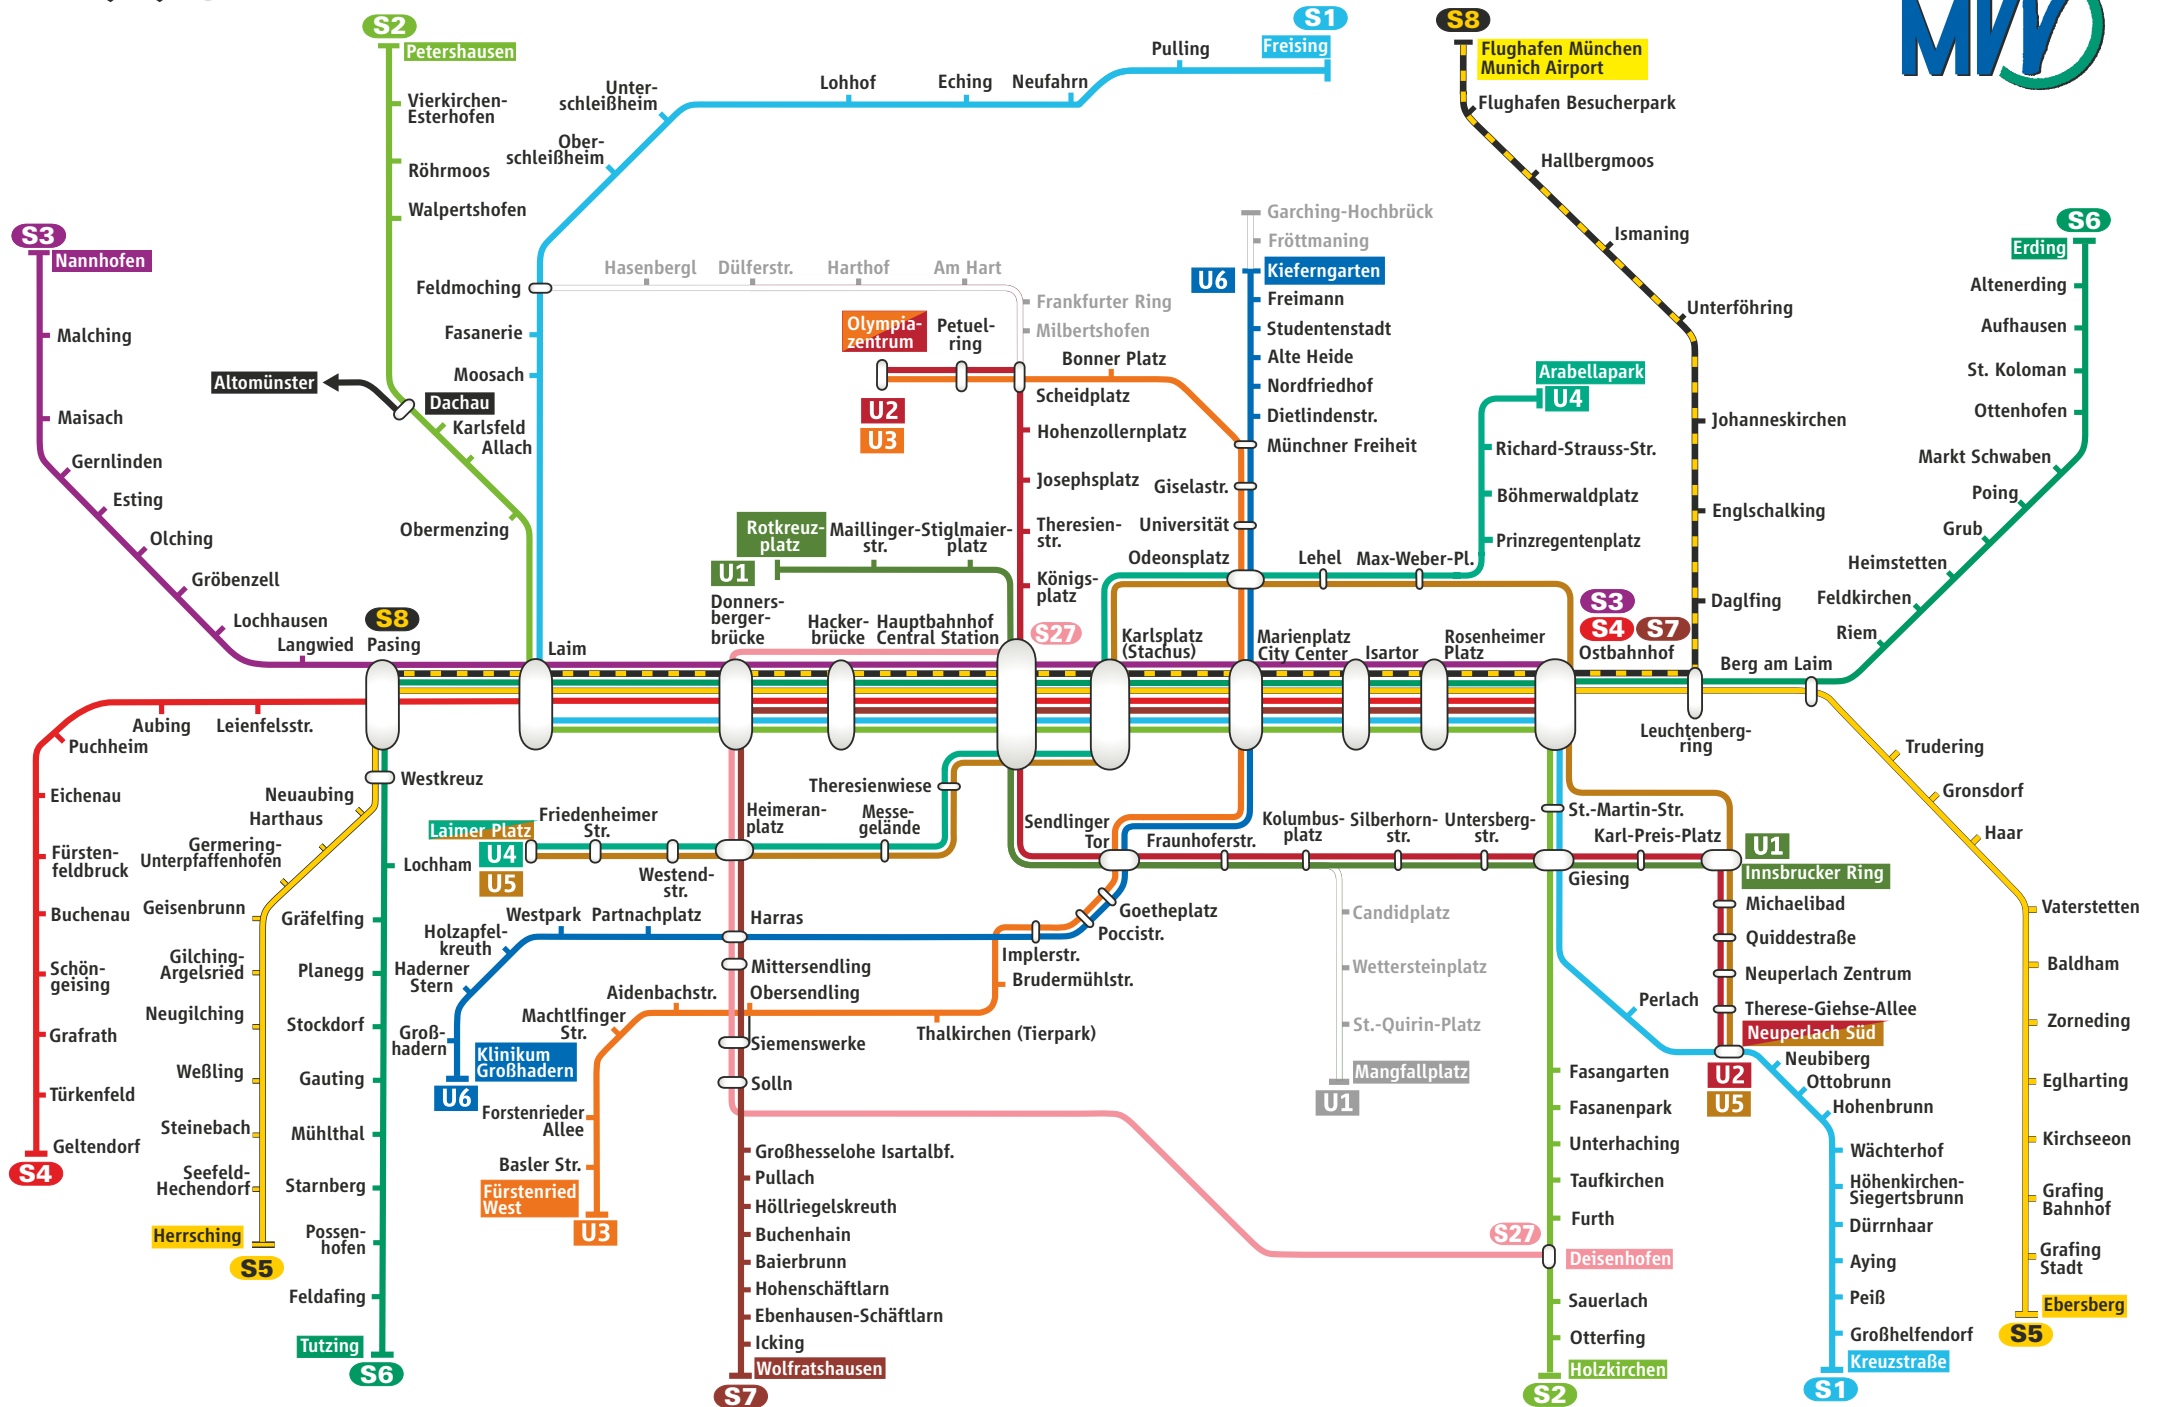 S2
Petershausen
Vierkirchen-
Esterhofen
Röhrmoos
Walpertshofen
Altomünster
Dachau
Karlsfeld
Allach
Obermenzing
S1
Freising
Pulling
Neufahrn
Eching
Lohhof
Unter-
schleißheim
Ober-
schleißheim
Feldmoching
Fasanerie
Moosach
Hasenbergl
Dülferstr.
Harthof
Am Hart
Frankfurter Ring
Milbertshofen
S8
Flughafen München
Munich Airport
Flughafen Besucherpark
Hallbergmoos
Ismaning
Unterföhring
Johanneskirchen
Englschalking
Daglfing
MVV
S6
Erding
Altenerding
Aufhausen
St. Koloman
Ottenhofen
Markt Schwaben
Poing
Grub
Heimstetten
Feldkirchen
Riem
Berg am Laim
S3
Nannhofen
Malching
Maisach
Gernlinden
Esting
Olching
Gröbenzell
Lochhausen
Langwied
S8
Pasing
Laim
Olympia-
zentrum
Petuel-
ring
U2
U3
Bonner Platz
Scheidplatz
Hohenzollernplatz
Josephsplatz
Theresien-
str.
Königs-
platz
Garching-Hochbrück
Fröttmaning
U6
Kieferngarten
Freimann
Studentenstadt
Alte Heide
Nordfriedhof
Dietlindenstr.
Münchner Freiheit
Giselastr.
Universität
Odeonsplatz
Lehel
Max-Weber-Pl.
Arabellapark
U4
Richard-Strauss-Str.
Böhmerwaldplatz
Prinzregentenplatz
Rotkreuz-
platz
Maillinger-
str.
Stiglmaier-
platz
U1
Donners-
berger-
brücke
Hacker-
brücke
Hauptbahnhof
Central Station
S27
Karlsplatz
(Stachus)
Marienplatz
City Center
Isartor
Rosenheimer
Platz
S3
S4
S7
Ostbahnhof
Leuchtenberg-
ring
Aubing
Leienfelsstr.
Puchheim
Eichenau
Fürsten-
feldbruck
Buchenau
Schön-
geising
Grafrath
Türkenfeld
Geltendorf
S4
Westkreuz
Neuaubing
Harthaus
Germering-
Unterpfaffenhofen
Geisenbrunn
Gilching-
Argelsried
Neugilching
Weßling
Steinebach
Seefeld-
Hechendorf
Herrsching
S5
Lochham
Gräfelfing
Planegg
Stockdorf
Gauting
Mühlthal
Starnberg
Possen-
hofen
Feldafing
Tutzing
S6
Laimer Platz
U4
U5
Friedenheimer
Str.
Westend-
str.
Heimeran-
platz
Messe-
gelände
Theresienwiese
Sendlinger
Tor
Fraunhoferstr.
Kolumbus-
platz
Silberhorn-
str.
Untersberg-
str.
St.-Martin-Str.
Karl-Preis-Platz
Giesing
U1
Innsbrucker Ring
Michaelibad
Quiddestraße
Neuperlach Zentrum
Therese-Giehse-Allee
Neuperlach Süd
U2
U5
Candidplatz
Wettersteinplatz
St.-Quirin-Platz
Mangfallplatz
U1
Goetheplatz
Poccistr.
Implerstr.
Brudermühlstr.
Thalkirchen (Tierpark)
Obersendling
Aidenbachstr.
Machtlfinger
Str.
Forstenrieder
Allee
Basler Str.
Fürstenried
West
U3
Harras
Partnachplatz
Westpark
Holzapfel-
kreuth
Haderner
Stern
Groß-
hadern
Klinikum
Großhadern
U6
Mittersendling
Siemenswerke
Solln
Großhesselohe Isartalbf.
Pullach
Höllriegelskreuth
Buchenhain
Baierbrunn
Hohenschäftlarn
Ebenhausen-Schäftlarn
Icking
Wolfratshausen
S7
Fasangarten
Fasanenpark
Unterhaching
Taufkirchen
Furth
S27
Deisenhofen
Sauerlach
Otterfing
Holzkirchen
S2
Perlach
Neubiberg
Ottobrunn
Hohenbrunn
Wächterhof
Höhenkirchen-
Siegertsbrunn
Dürrnhaar
Aying
Peiß
Großhelfendorf
Kreuzstraße
S1
Trudering
Gronsdorf
Haar
Vaterstetten
Baldham
Zorneding
Eglharting
Kirchseeon
Grafing
Bahnhof
Grafing
Stadt
Ebersberg
S5